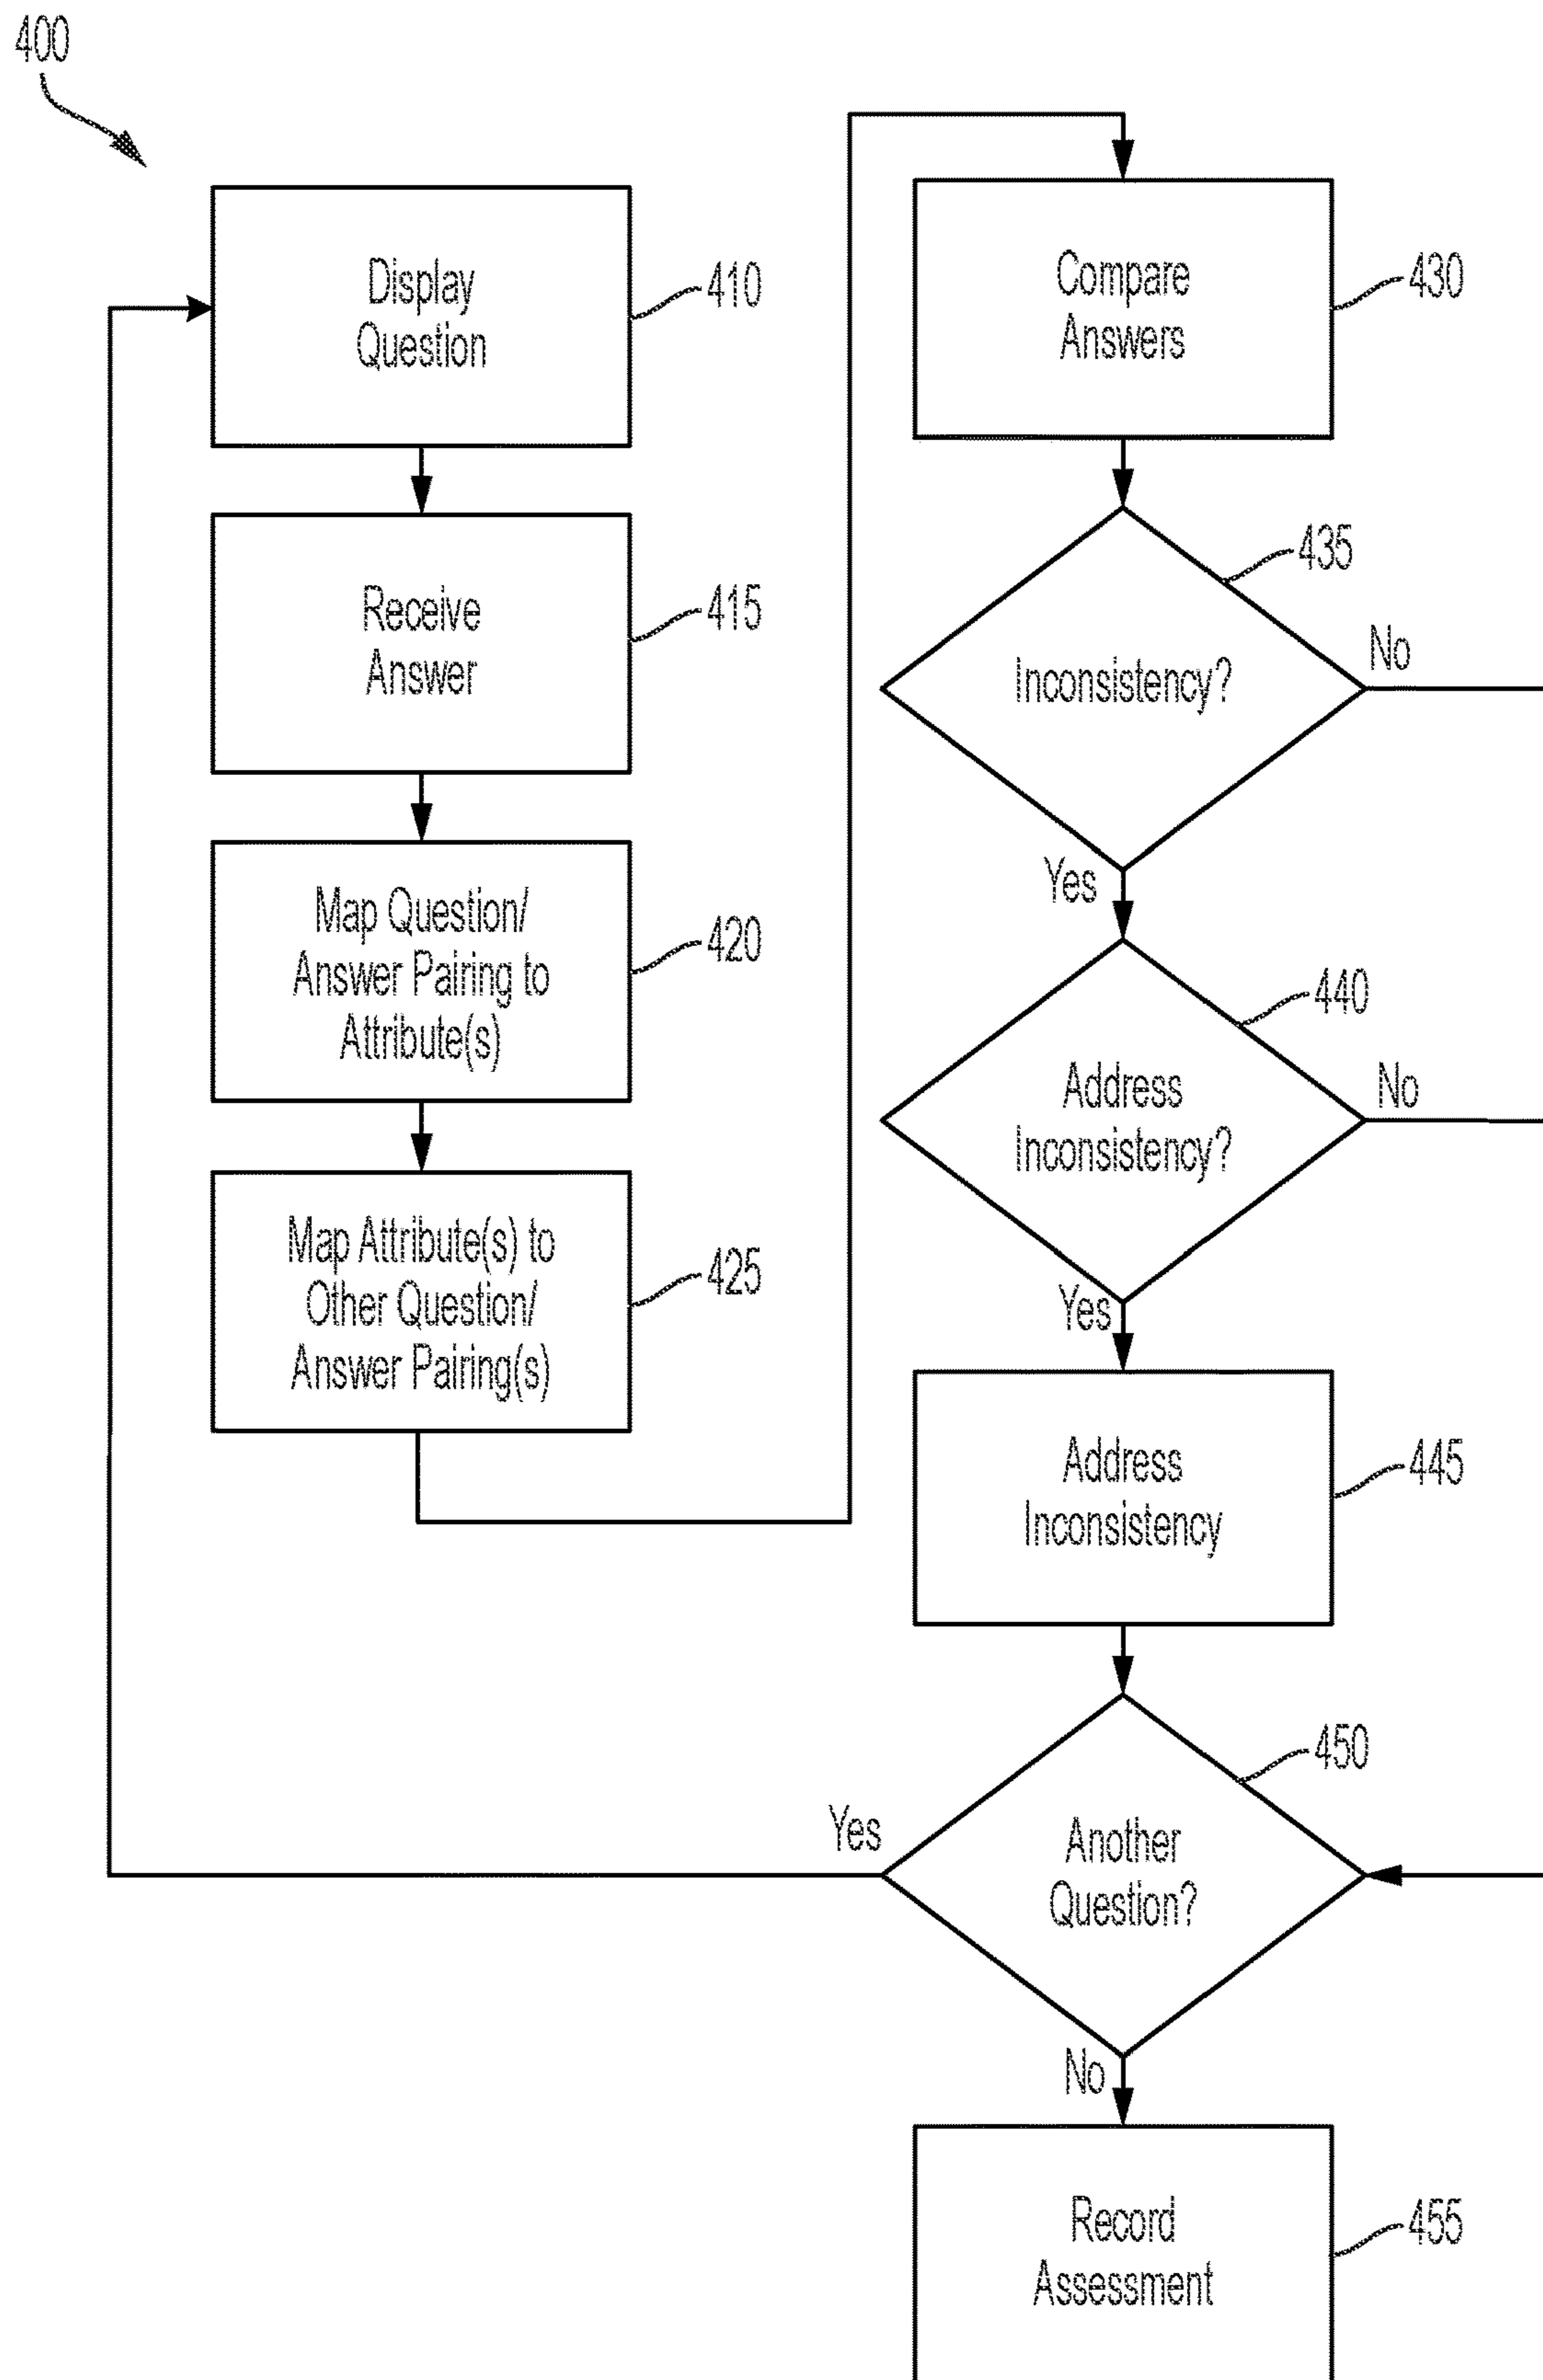 400
Display
Question
410
Receive
Answer
415
Map Question/
Answer Pairing to
Attribute(s)
420
Map Attribute(s) to
Other Question/
Answer Pairing(s)
425
Compare
Answers
430
Inconsistency?
435
No
Yes
Address
Inconsistency?
440
No
Yes
Address
Inconsistency
445
Another
Question?
450
Yes
No
Record
Assessment
455